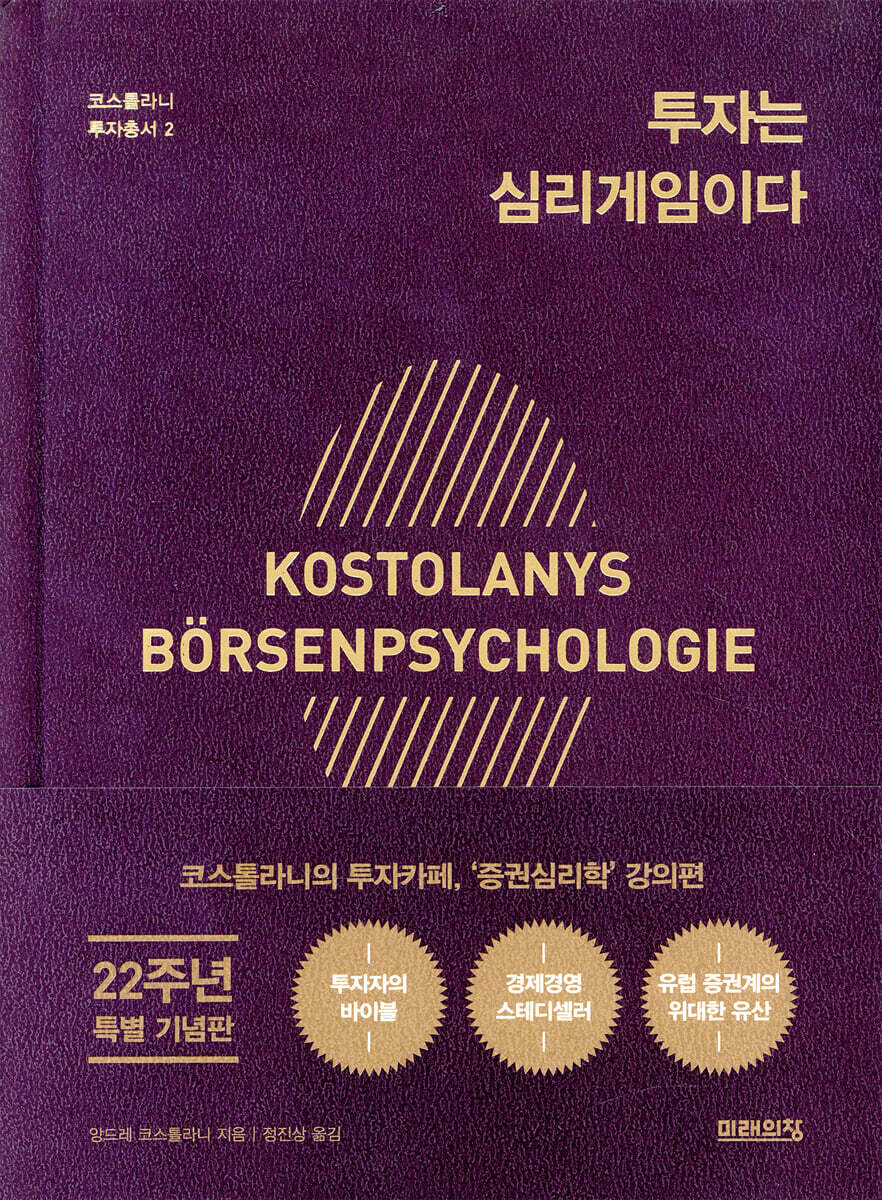 코스톨라니
투자총서 2
투자는
심리게임이다
KOSTOLANYS
BÖRSENPSYCHOLOGIE
코스톨라니의 투자카페, ‘증권심리학’ 강의편
22주년
특별 기념판
투자자의
바이블
경제경영
스테디셀러
유럽 증권계의
위대한 유산
앙드레 코스톨라니 지음 | 정진상 옮김
미래의창